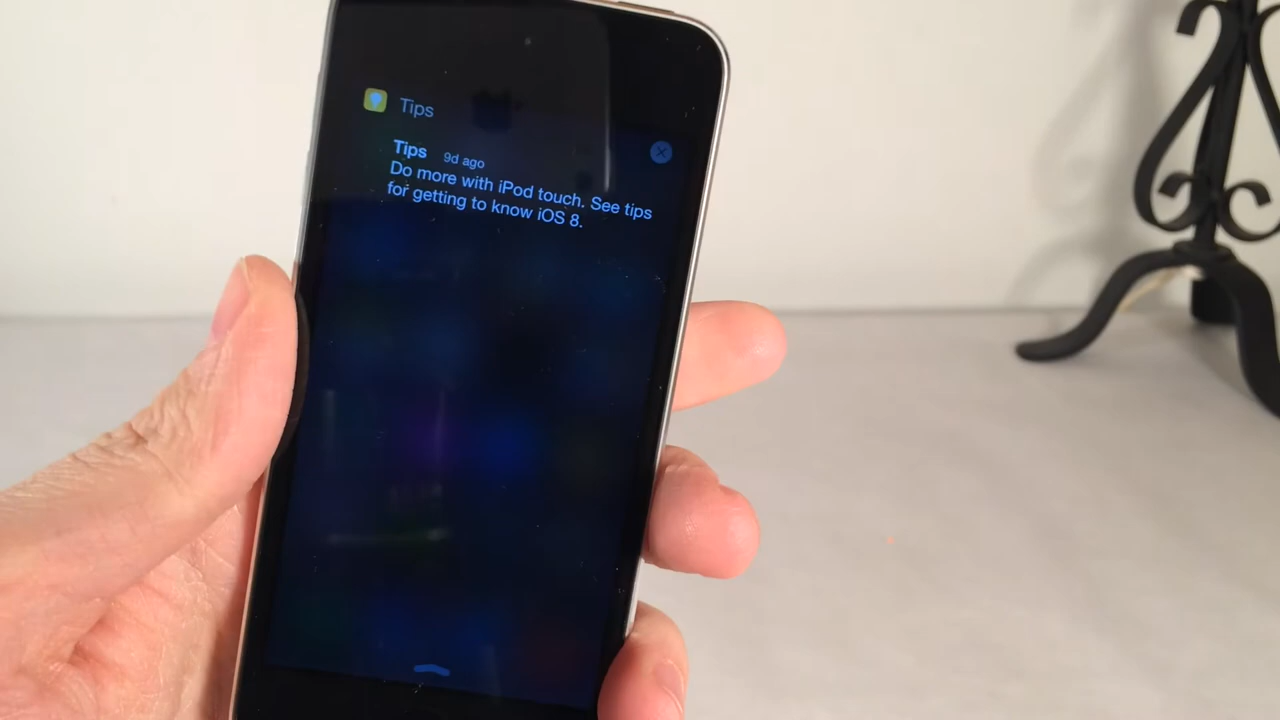 Tips
Tips 9d ago
Do more with iPod touch. See tips
for getting to know iOS 8.